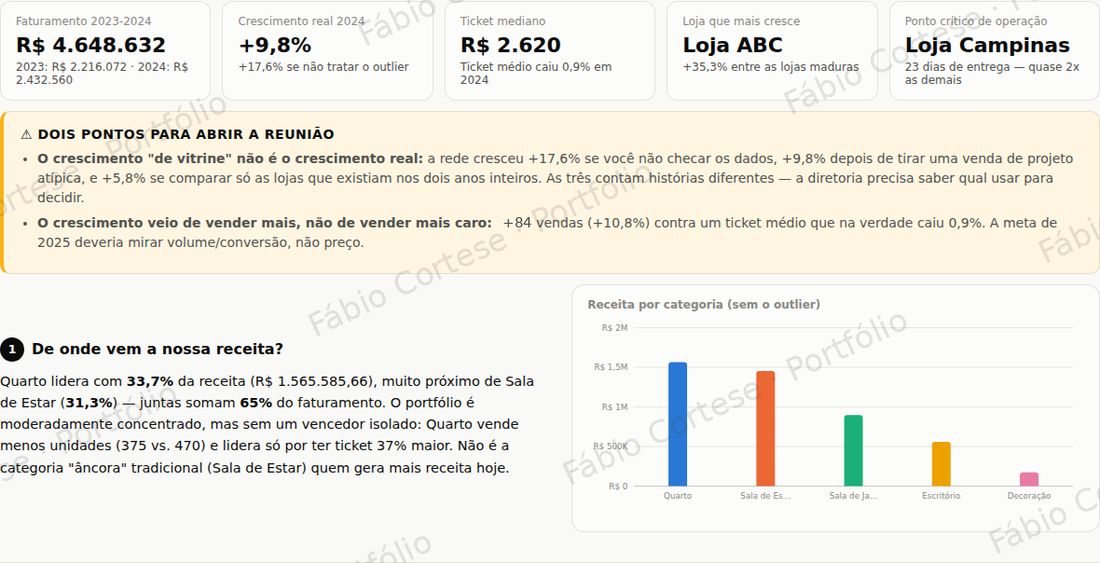 Faturamento 2023-2024
R$ 4.648.632
2023: R$ 2.216.072 · 2024: R$
2.432.560
Crescimento real 2024
+9,8%
+17,6% se não tratar o outlier
Ticket mediano
R$ 2.620
Ticket médio caiu 0,9% em
2024
Loja que mais cresce
Loja ABC
+35,3% entre as lojas maduras
Ponto crítico de operação
Loja Campinas
23 dias de entrega — quase 2x
as demais
⚠ DOIS PONTOS PARA ABRIR A REUNIÃO
• O crescimento "de vitrine" não é o crescimento real: a rede cresceu +17,6% se você não checar os dados, +9,8% depois de tirar uma venda de projeto
atípica, e +5,8% se comparar só as lojas que existiam nos dois anos inteiros. As três contam histórias diferentes — a diretoria precisa saber qual usar para
decidir.
• O crescimento veio de vender mais, não de vender mais caro: +84 vendas (+10,8%) contra um ticket médio que na verdade caiu 0,9%. A meta de
2025 deveria mirar volume/conversão, não preço.
1 De onde vem a nossa receita?
Quarto lidera com 33,7% da receita (R$ 1.565.585,66), muito próximo de Sala
de Estar (31,3%) — juntas somam 65% do faturamento. O portfólio é
moderadamente concentrado, mas sem um vencedor isolado: Quarto vende
menos unidades (375 vs. 470) e lidera só por ter ticket 37% maior. Não é a
categoria "âncora" tradicional (Sala de Estar) quem gera mais receita hoje.
Receita por categoria (sem o outlier)
R$ 2M
R$ 1,5M
R$ 1M
R$ 500K
R$ 0
Quarto
Sala de Es...
Sala de Ja...
Escritório
Decoração
Fábio Cortese · Portfólio